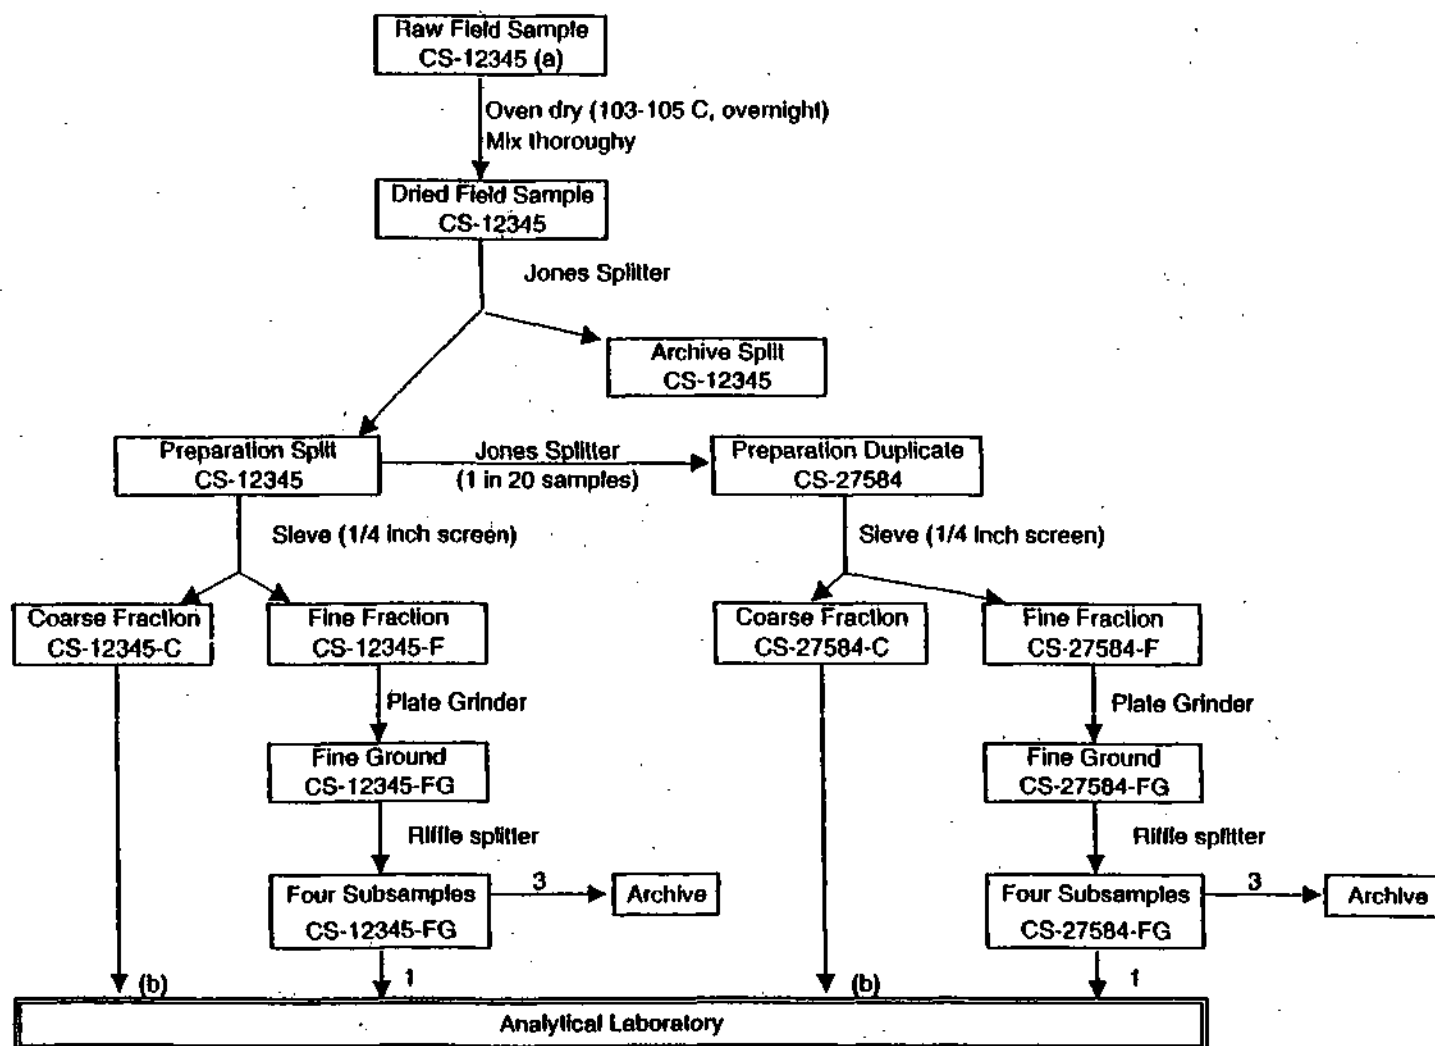 Raw Field Sample
CS-12345 (a)
Oven dry (103-105 C, overnight)
Mix thoroughy
Dried Field Sample
CS-12345
Jones Splitter
Archive Split
CS-12345
Preparation Split
CS-12345
Jones Splitter
(1 in 20 samples)
Preparation Duplicate
CS-27584
Sieve (1/4 inch screen)
Sieve (1/4 inch screen)
Coarse Fraction
CS-12345-C
Fine Fraction
CS-12345-F
Coarse Fraction
CS-27584-C
Fine Fraction
CS-27584-F
Plate Grinder
Plate Grinder
Fine Ground
CS-12345-FG
Fine Ground
CS-27584-FG
Riffle splitter
Riffle splitter
Four Subsamples
CS-12345-FG
3
Archive
Four Subsamples
CS-27584-FG
3
Archive
(b)
1
(b)
1
Analytical Laboratory